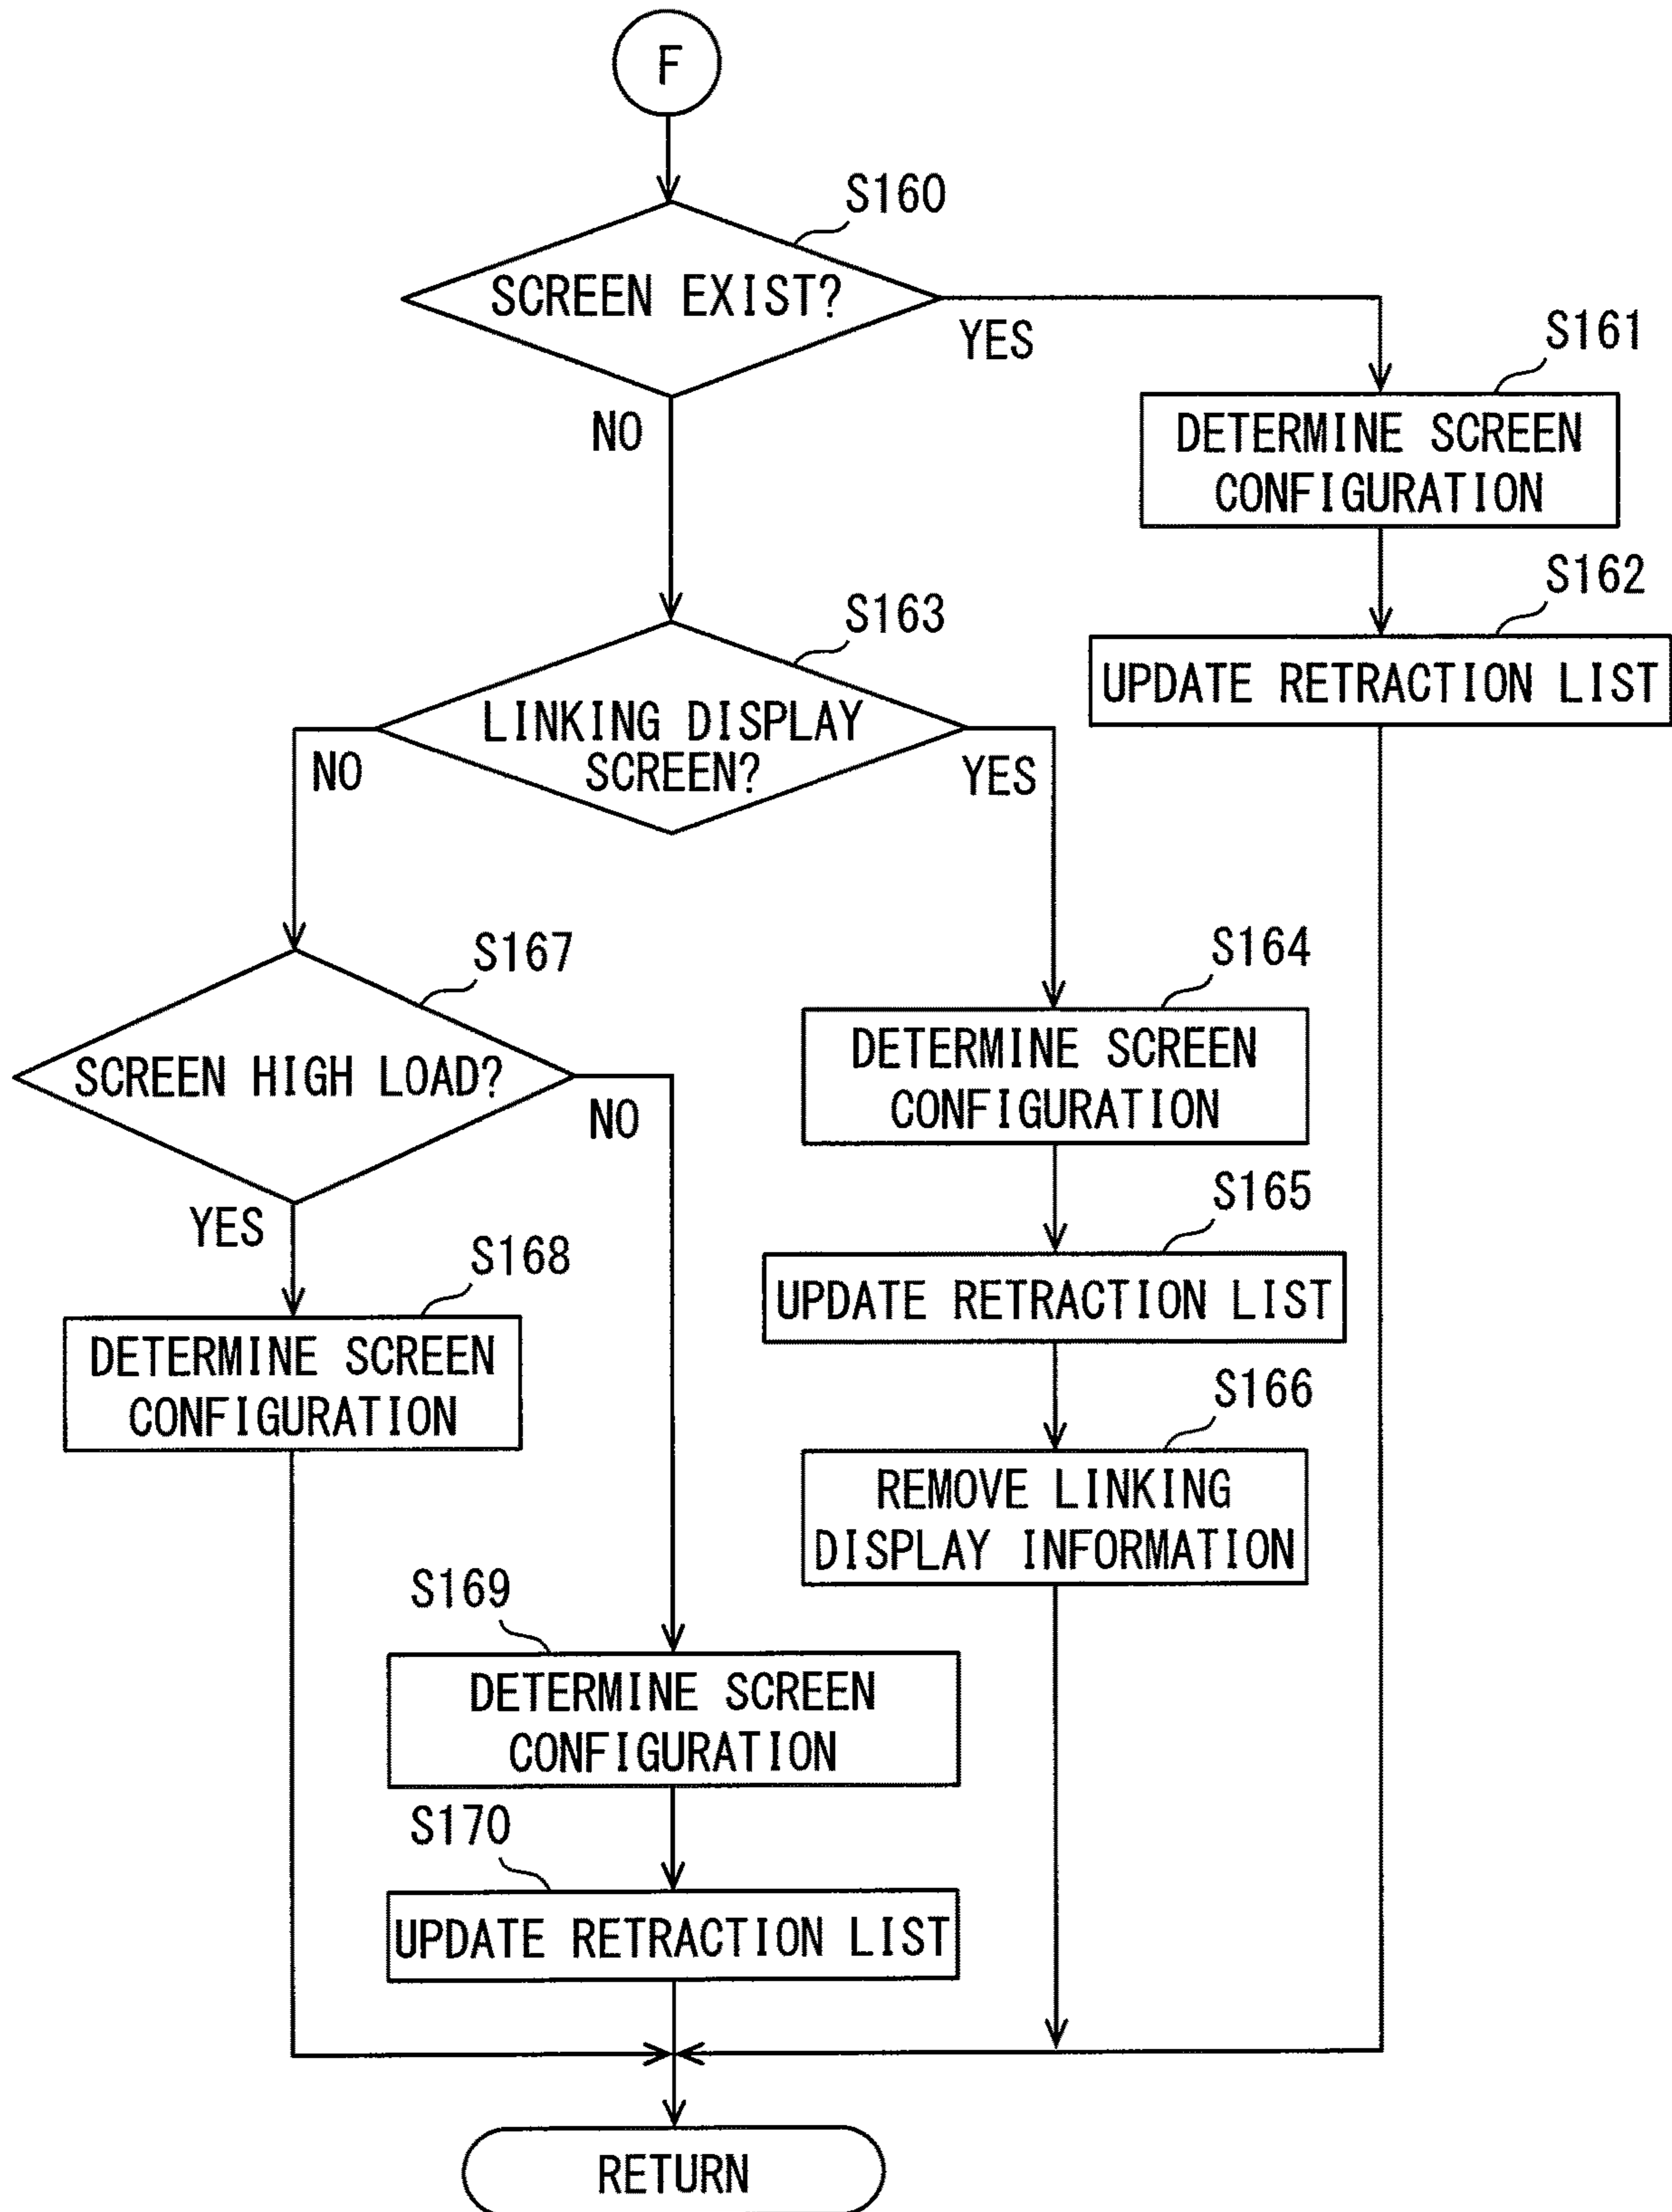 F
S160
SCREEN EXIST?
YES
NO
S161
DETERMINE SCREEN
CONFIGURATION
S162
UPDATE RETRACTION LIST
S163
LINKING DISPLAY
SCREEN?
NO
YES
S164
DETERMINE SCREEN
CONFIGURATION
S165
UPDATE RETRACTION LIST
S166
REMOVE LINKING
DISPLAY INFORMATION
S167
SCREEN HIGH LOAD?
NO
YES
S168
DETERMINE SCREEN
CONFIGURATION
S169
DETERMINE SCREEN
CONFIGURATION
S170
UPDATE RETRACTION LIST
RETURN